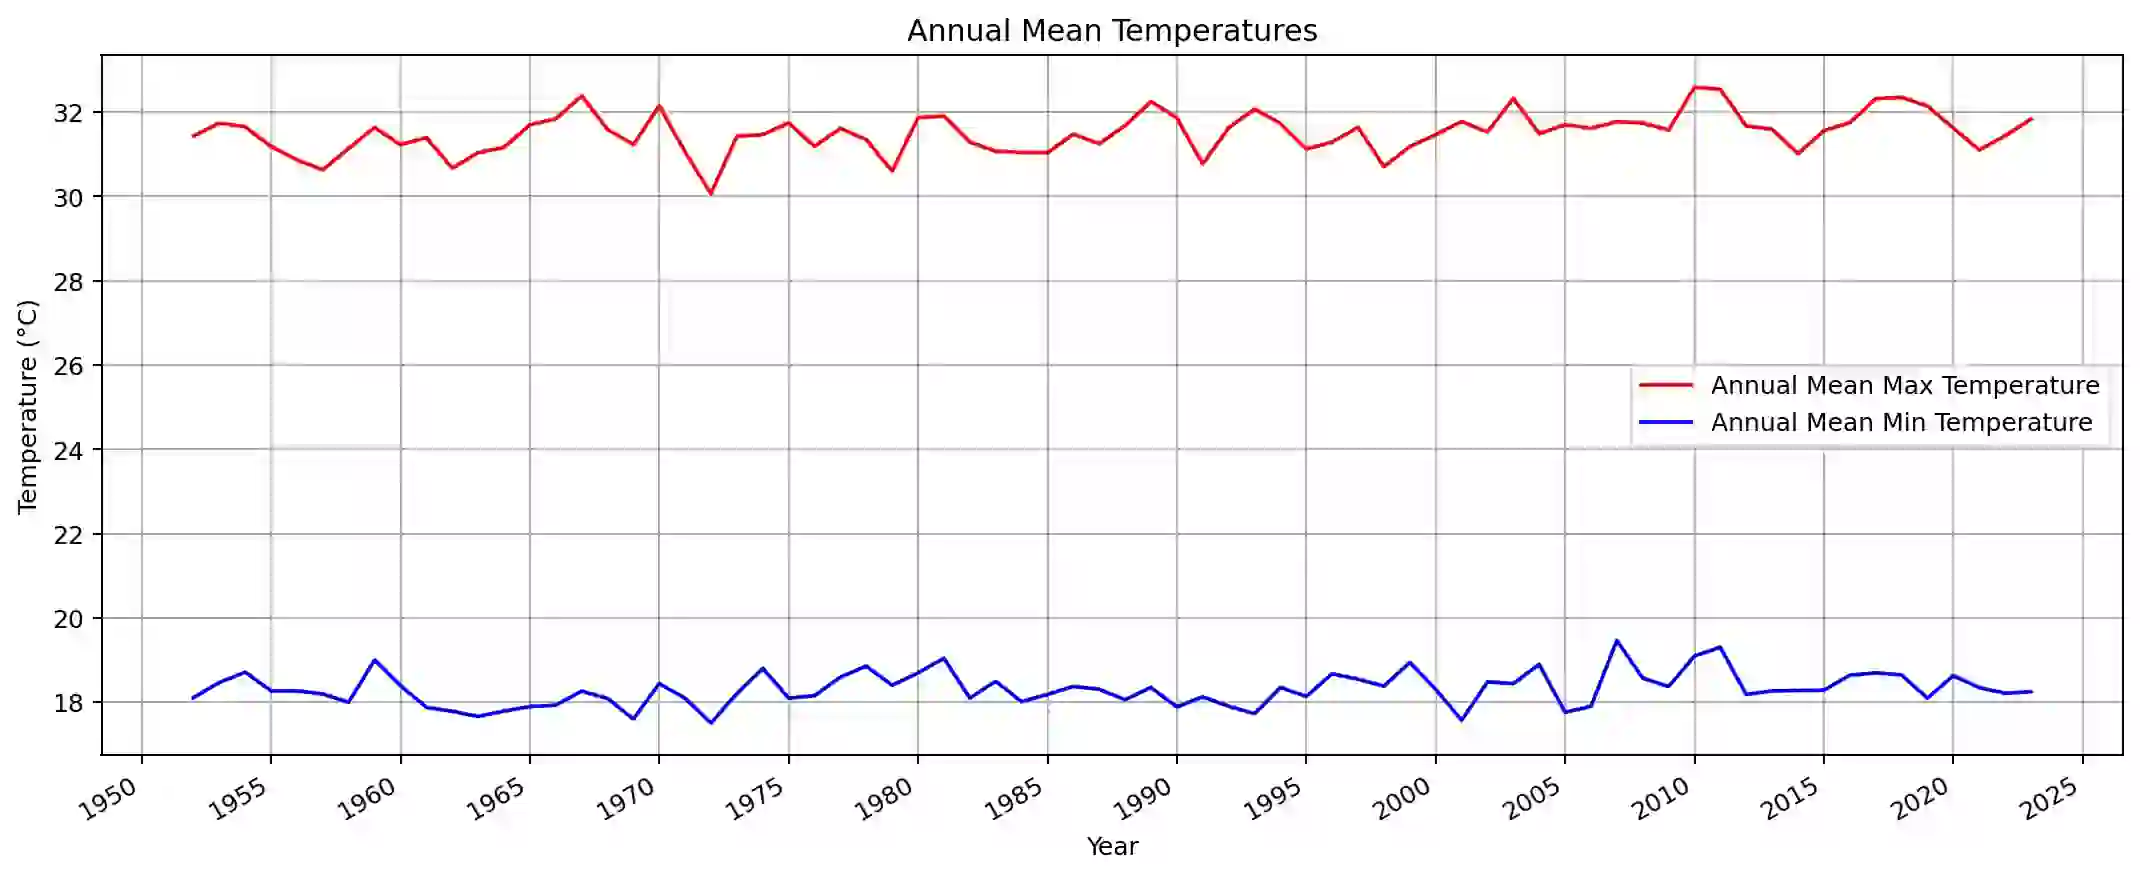 Annual Mean Temperatures
Temperature (°C)
32
30
28
26
24
22
20
18
Annual Mean Max Temperature
Annual Mean Min Temperature
1950 1955 1960 1965 1970 1975 1980 1985 1990 1995 2000 2005 2010 2015 2020 2025
Year